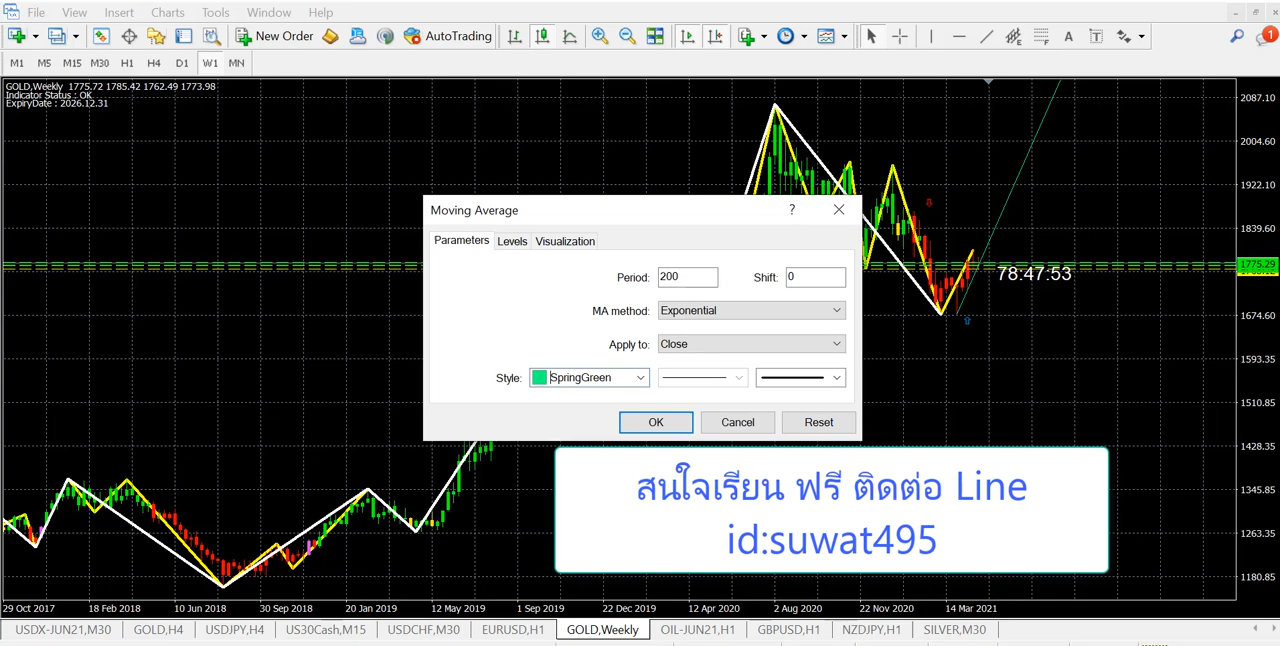 File View Insert Charts Tools Window Help
New Order AutoTrading
A T 1
M1 M5 M15 M30 H1 H4 D1 W1 MN
GOLD,Weekly 1775.72 1785.42 1762.49 1773.98
Indicator Status : OK
ExpiryDate : 2026.12.31
2087.10
2004.60
1922.10
1839.60
1775.29
78:47:53
1674.60
1593.35
1510.85
1428.35
1345.85
1263.35
1180.85
Moving Average ?
Parameters Levels Visualization
Period: 200 Shift: 0
MA method: Exponential
Apply to: Close
Style: SpringGreen
OK Cancel Reset
สนใจเรียน ฟรี ติดต่อ Line
id:suwat495
29 Oct 2017 18 Feb 2018 10 Jun 2018 30 Sep 2018 20 Jan 2019 12 May 2019 1 Sep 2019 22 Dec 2019 12 Apr 2020 2 Aug 2020 22 Nov 2020 14 Mar 2021
USDX-JUN21,M30 GOLD,H4 USDJPY,H4 US30Cash,M15 USDCHF,M30 EURUSD,H1 GOLD,Weekly OIL-JUN21,H1 GBPUSD,H1 NZDJPY,H1 SILVER,M30